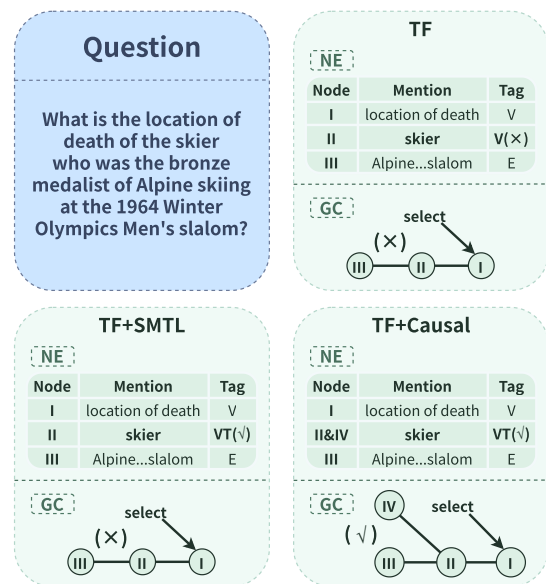 Question
What is the location of
death of the skier
who was the bronze
medalist of Alpine skiing
at the 1964 Winter
Olympics Men's slalom?
TF
NE
Node Mention Tag
I location of death V
II skier V(×)
III Alpine...slalom E
GC
select
(×)
III II I
TF+SMTL
NE
Node Mention Tag
I location of death V
II skier VT(√)
III Alpine...slalom E
GC
select
(×)
III II I
TF+Causal
NE
Node Mention Tag
I location of death V
II&IV skier VT(√)
III Alpine...slalom E
GC
IV select
(√)
III II I